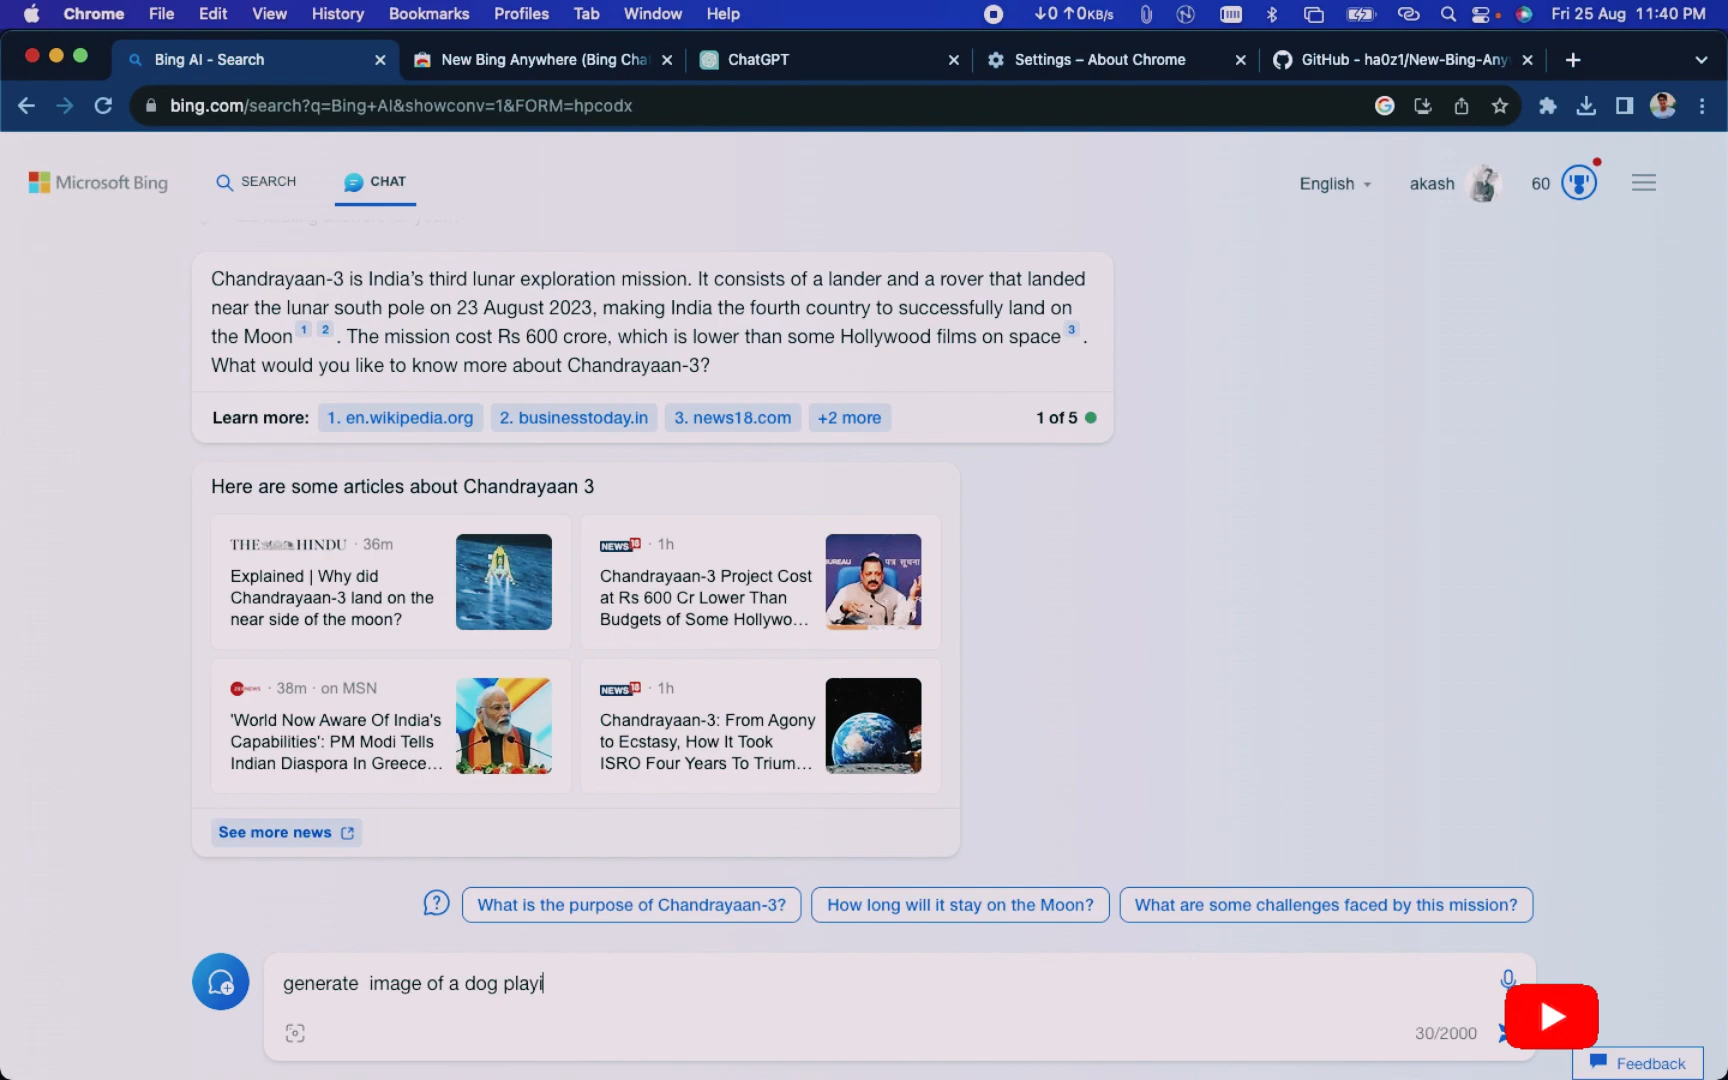 Chrome File Edit View History Bookmarks Profiles Tab Window Help ↓0 ↑0KB/s Fri 25 Aug 11:40 PM
Bing AI - Search New Bing Anywhere (Bing Cha ChatGPT Settings – About Chrome GitHub - ha0z1/New-Bing-Any
bing.com/search?q=Bing+AI&showconv=1&FORM=hpcodx
Microsoft Bing SEARCH CHAT English akash 60
Chandrayaan-3 is India’s third lunar exploration mission. It consists of a lander and a rover that landed
near the lunar south pole on 23 August 2023, making India the fourth country to successfully land on
the Moon 1 2 . The mission cost Rs 600 crore, which is lower than some Hollywood films on space 3 .
What would you like to know more about Chandrayaan-3?
Learn more: 1. en.wikipedia.org 2. businesstoday.in 3. news18.com +2 more 1 of 5
Here are some articles about Chandrayaan 3
THE HINDU · 36m
Explained | Why did
Chandrayaan-3 land on the
near side of the moon?
NEWS18 · 1h
Chandrayaan-3 Project Cost
at Rs 600 Cr Lower Than
Budgets of Some Hollywo...
· 38m · on MSN
'World Now Aware Of India's
Capabilities': PM Modi Tells
Indian Diaspora In Greece...
NEWS18 · 1h
Chandrayaan-3: From Agony
to Ecstasy, How It Took
ISRO Four Years To Trium...
See more news
What is the purpose of Chandrayaan-3? How long will it stay on the Moon? What are some challenges faced by this mission?
generate  image of a dog playi
30/2000
Feedback